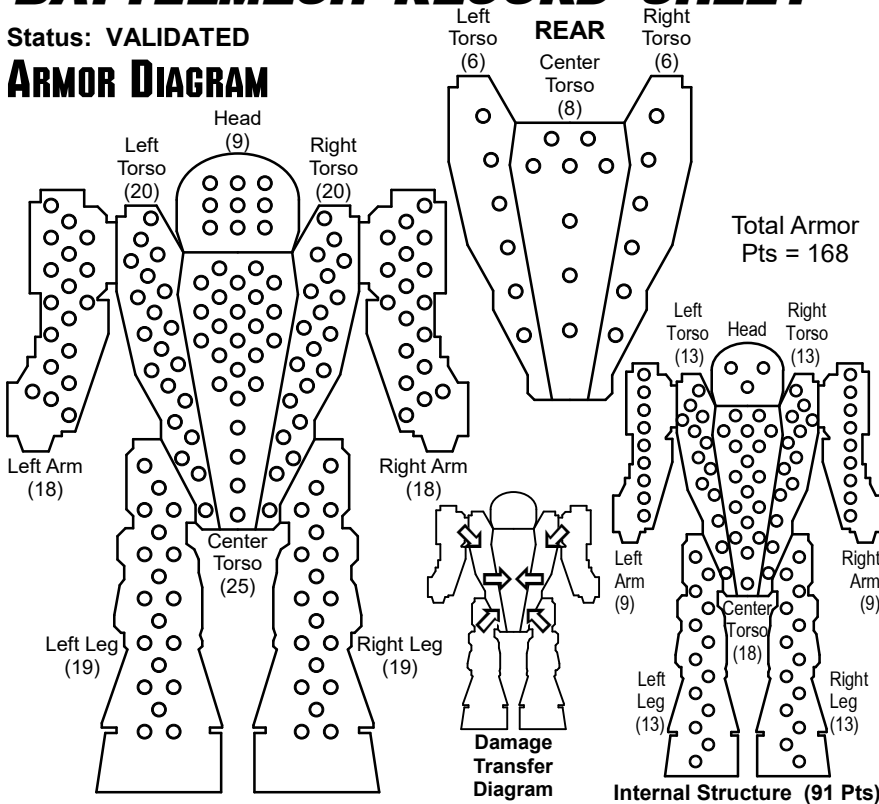 BATTLEMECH RECORD SHEET
Status: VALIDATED
ARMOR DIAGRAM
Head
(9)
Left
Torso
(20)
Right
Torso
(20)
Left Arm
(18)
Right Arm
(18)
Center
Torso
(25)
Left Leg
(19)
Right Leg
(19)
REAR
Left
Torso
(6)
Center
Torso
(8)
Right
Torso
(6)
Total Armor
Pts = 168
Left
Torso
(13)
Head
Right
Torso
(13)
Left
Arm
(9)
Right
Arm
(9)
Center
Torso
(18)
Left
Leg
(13)
Right
Leg
(13)
Damage
Transfer
Diagram
Internal Structure (91 Pts)